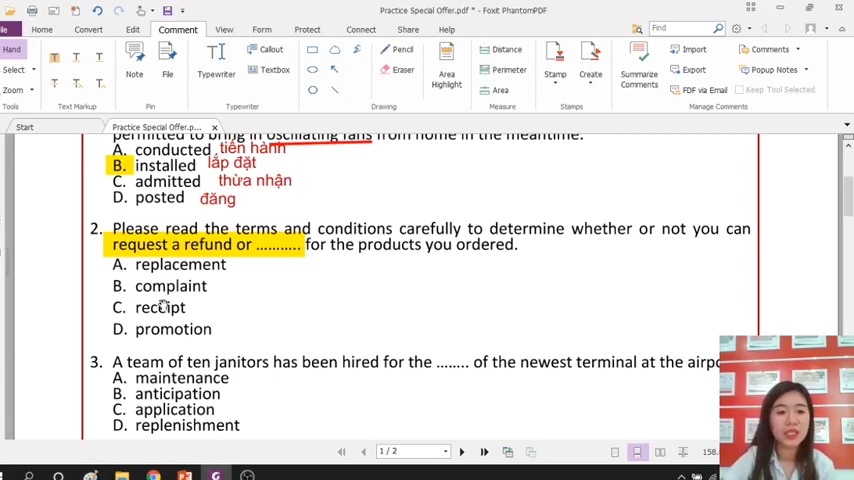 Practice Special Offer.pdf * - Foxit PhantomPDF
Home Convert Edit Comment Share Help Find
Hand
Select
Zoom
Note File Typewriter Callout Textbox Pencil Eraser Area Highlight Distance Perimeter Area Stamp Create Summarize Comments Import Export FDF via Email Comments Popup Notes Keep Tool Selected
Tools Text Markup Pin Typewriter Drawing Measure Stamp Manage Comments
Start Practice Special Offer.p...
permitted to bring in oscillating fans from home in the meantime.
A. conducted tiến hành
B. installed lắp đặt
C. admitted thừa nhận
D. posted đăng
2. Please read the terms and conditions carefully to determine whether or not you can
request a refund or .......... for the products you ordered.
A. replacement
B. complaint
C. receipt
D. promotion
3. A team of ten janitors has been hired for the ........ of the newest terminal at the airpo
A. maintenance
B. anticipation
C. application
D. replenishment
1 / 2
158.